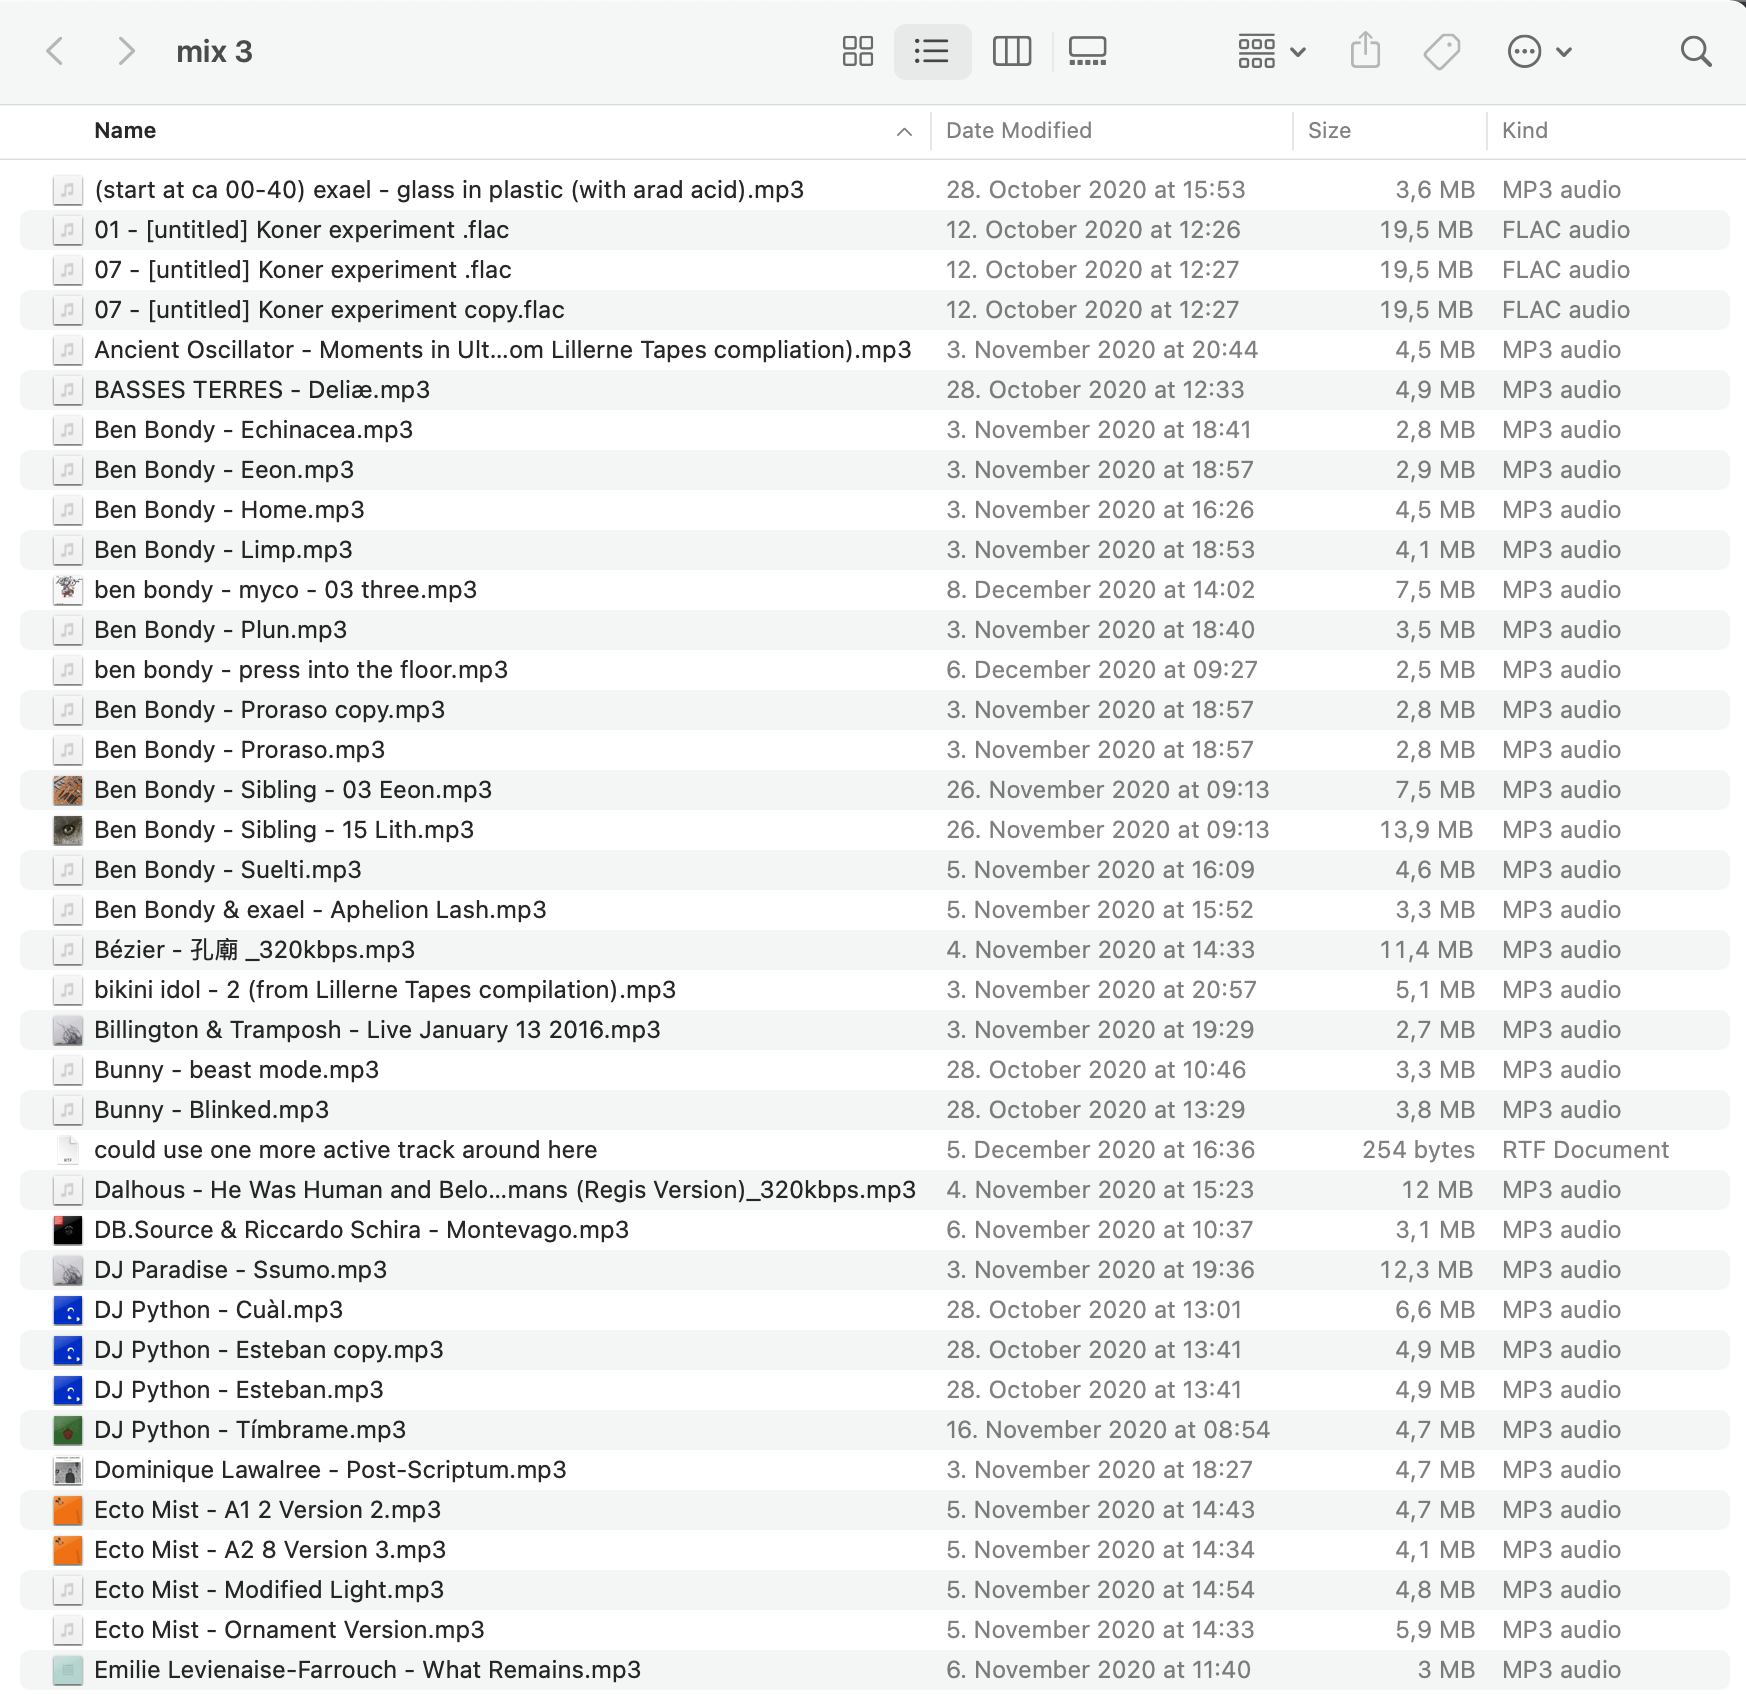 mix 3
Name Date Modified Size Kind
(start at ca 00-40) exael - glass in plastic (with arad acid).mp3 28. October 2020 at 15:53 3,6 MB MP3 audio
01 - [untitled] Koner experiment .flac 12. October 2020 at 12:26 19,5 MB FLAC audio
07 - [untitled] Koner experiment .flac 12. October 2020 at 12:27 19,5 MB FLAC audio
07 - [untitled] Koner experiment copy.flac 12. October 2020 at 12:27 19,5 MB FLAC audio
Ancient Oscillator - Moments in Ult...om Lillerne Tapes compliation).mp3 3. November 2020 at 20:44 4,5 MB MP3 audio
BASSES TERRES - Deliæ.mp3 28. October 2020 at 12:33 4,9 MB MP3 audio
Ben Bondy - Echinacea.mp3 3. November 2020 at 18:41 2,8 MB MP3 audio
Ben Bondy - Eeon.mp3 3. November 2020 at 18:57 2,9 MB MP3 audio
Ben Bondy - Home.mp3 3. November 2020 at 16:26 4,5 MB MP3 audio
Ben Bondy - Limp.mp3 3. November 2020 at 18:53 4,1 MB MP3 audio
ben bondy - myco - 03 three.mp3 8. December 2020 at 14:02 7,5 MB MP3 audio
Ben Bondy - Plun.mp3 3. November 2020 at 18:40 3,5 MB MP3 audio
ben bondy - press into the floor.mp3 6. December 2020 at 09:27 2,5 MB MP3 audio
Ben Bondy - Proraso copy.mp3 3. November 2020 at 18:57 2,8 MB MP3 audio
Ben Bondy - Proraso.mp3 3. November 2020 at 18:57 2,8 MB MP3 audio
Ben Bondy - Sibling - 03 Eeon.mp3 26. November 2020 at 09:13 7,5 MB MP3 audio
Ben Bondy - Sibling - 15 Lith.mp3 26. November 2020 at 09:13 13,9 MB MP3 audio
Ben Bondy - Suelti.mp3 5. November 2020 at 16:09 4,6 MB MP3 audio
Ben Bondy & exael - Aphelion Lash.mp3 5. November 2020 at 15:52 3,3 MB MP3 audio
Bézier - 孔廟 _320kbps.mp3 4. November 2020 at 14:33 11,4 MB MP3 audio
bikini idol - 2 (from Lillerne Tapes compilation).mp3 3. November 2020 at 20:57 5,1 MB MP3 audio
Billington & Tramposh - Live January 13 2016.mp3 3. November 2020 at 19:29 2,7 MB MP3 audio
Bunny - beast mode.mp3 28. October 2020 at 10:46 3,3 MB MP3 audio
Bunny - Blinked.mp3 28. October 2020 at 13:29 3,8 MB MP3 audio
could use one more active track around here 5. December 2020 at 16:36 254 bytes RTF Document
Dalhous - He Was Human and Belo...mans (Regis Version)_320kbps.mp3 4. November 2020 at 15:23 12 MB MP3 audio
DB.Source & Riccardo Schira - Montevago.mp3 6. November 2020 at 10:37 3,1 MB MP3 audio
DJ Paradise - Ssumo.mp3 3. November 2020 at 19:36 12,3 MB MP3 audio
DJ Python - Cuàl.mp3 28. October 2020 at 13:01 6,6 MB MP3 audio
DJ Python - Esteban copy.mp3 28. October 2020 at 13:41 4,9 MB MP3 audio
DJ Python - Esteban.mp3 28. October 2020 at 13:41 4,9 MB MP3 audio
DJ Python - Tímbrame.mp3 16. November 2020 at 08:54 4,7 MB MP3 audio
Dominique Lawalree - Post-Scriptum.mp3 3. November 2020 at 18:27 4,7 MB MP3 audio
Ecto Mist - A1 2 Version 2.mp3 5. November 2020 at 14:43 4,7 MB MP3 audio
Ecto Mist - A2 8 Version 3.mp3 5. November 2020 at 14:34 4,1 MB MP3 audio
Ecto Mist - Modified Light.mp3 5. November 2020 at 14:54 4,8 MB MP3 audio
Ecto Mist - Ornament Version.mp3 5. November 2020 at 14:33 5,9 MB MP3 audio
Emilie Levienaise-Farrouch - What Remains.mp3 6. November 2020 at 11:40 3 MB MP3 audio